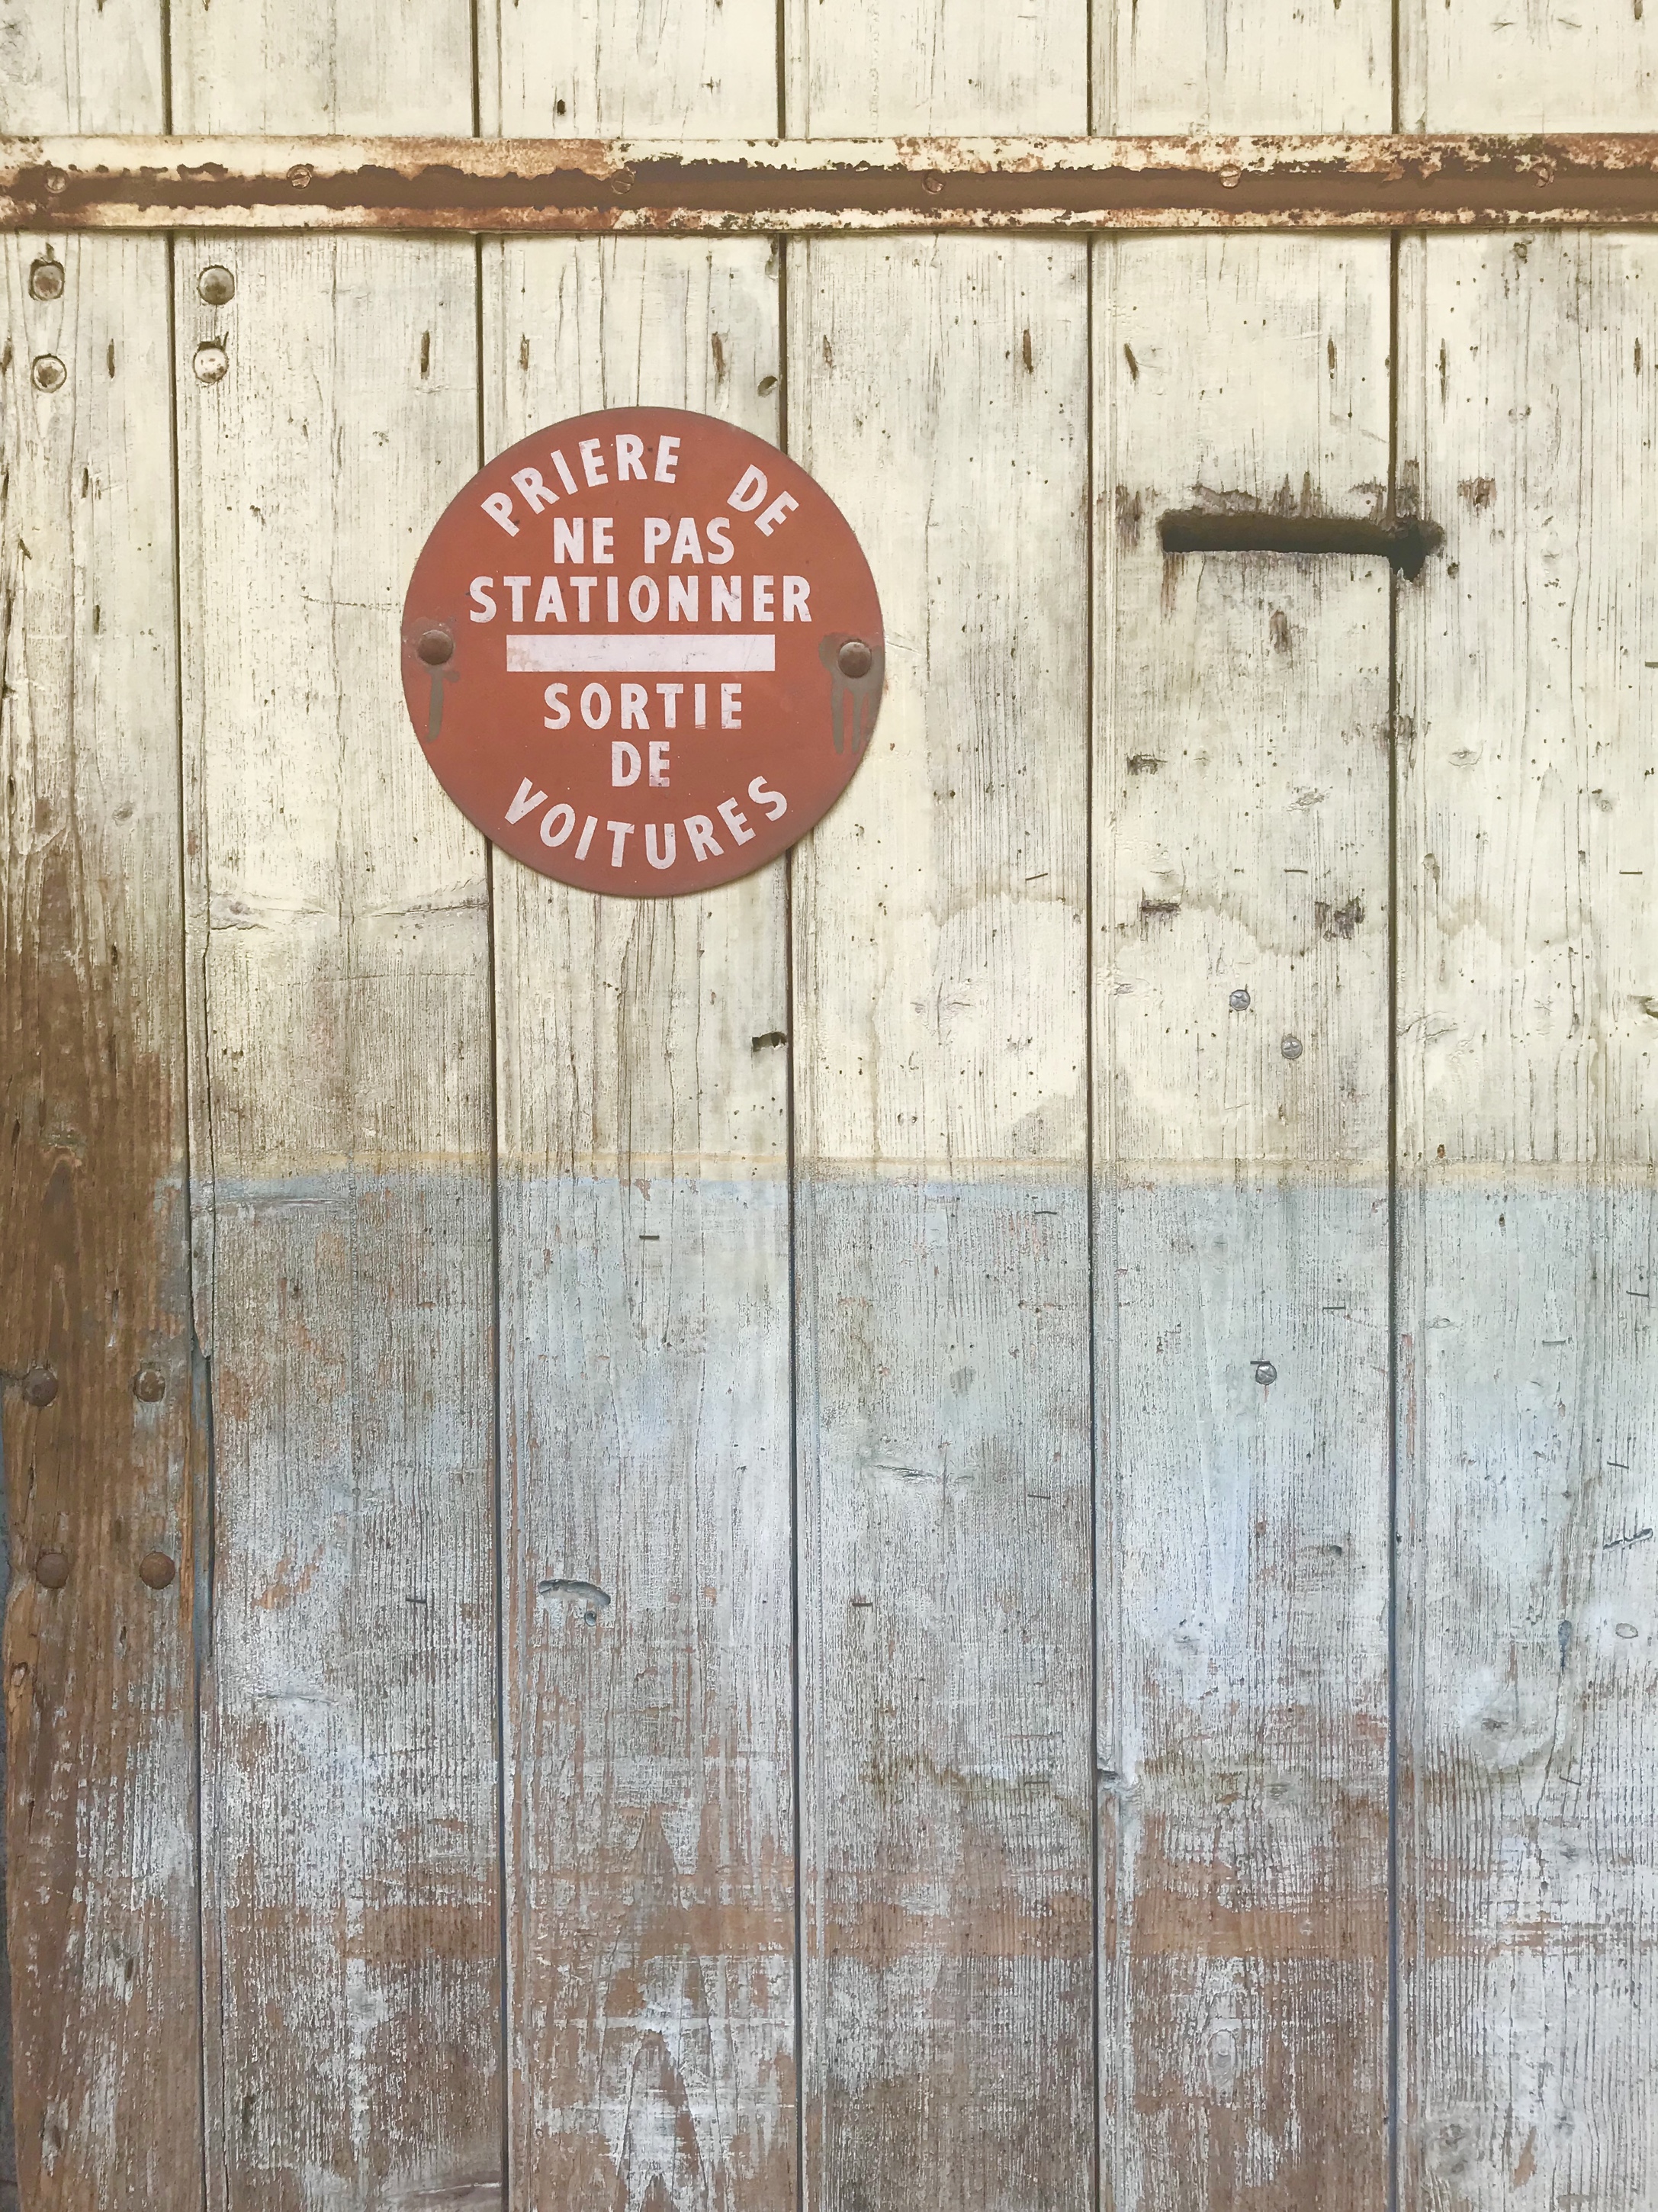 PRIERE DE
NE PAS
STATIONNER
SORTIE
DE
VOITURES